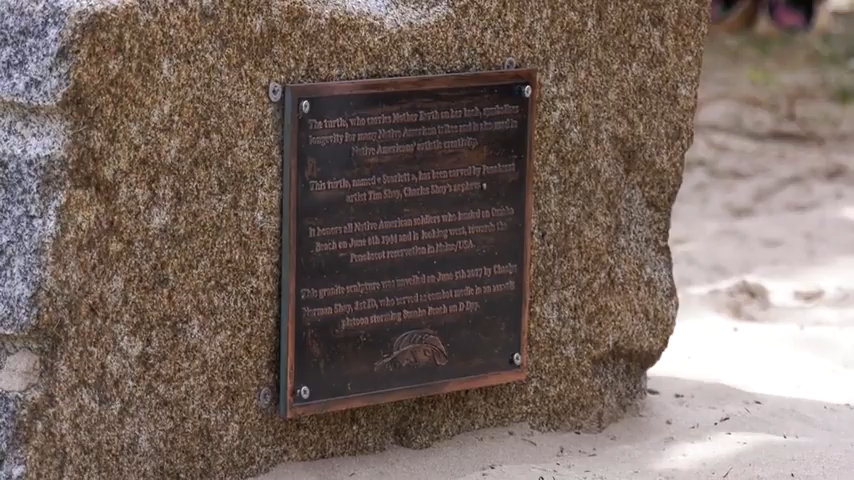 The turtle, who carries Mother Earth on her back, symbolizes
longevity for many Native American tribes and is also used in
Native Americans' artistic creativity.
This turtle, named « Scarlett », has been carved by Penobscot
artist Tim Shay, Charles Shay's nephew.
It honors all Native American soldiers who landed on Omaha
Beach on June 6th 1944 and is looking west, towards the
Penobscot reservation in Maine/USA.
This granite sculpture was unveiled on June 5th 2017 by Charles
Norman Shay, 1st ID, who served as combat medic in an assault
platoon storming Omaha Beach on D-Day.